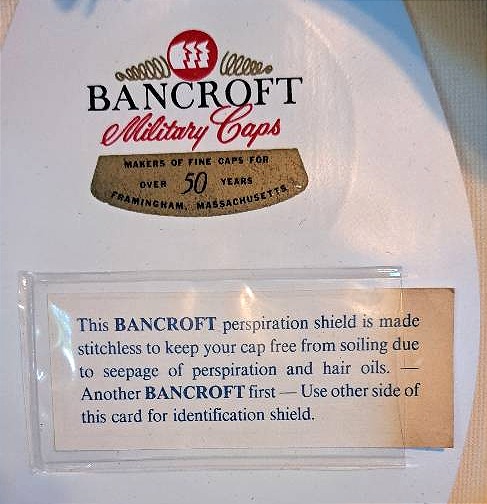 BANCROFT
Military Caps
MAKERS OF FINE CAPS FOR
OVER 50 YEARS
FRAMINGHAM, MASSACHUSETTS
This BANCROFT perspiration shield is made
stitchless to keep your cap free from soiling due
to seepage of perspiration and hair oils. —
Another BANCROFT first — Use other side of
this card for identification shield.